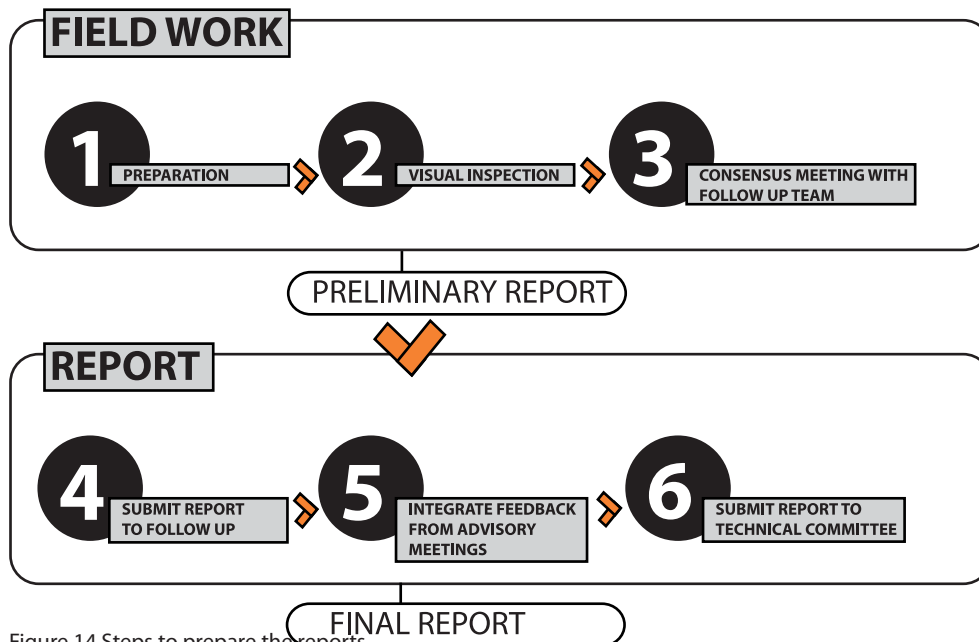 FIELD WORK
1
PREPARATION
2
VISUAL INSPECTION
3
CONSENSUS MEETING WITH
FOLLOW UP TEAM
PRELIMINARY REPORT
REPORT
4
SUBMIT REPORT
TO FOLLOW UP
5
INTEGRATE FEEDBACK
FROM ADVISORY
MEETINGS
6
SUBMIT REPORT TO
TECHNICAL COMMITTEE
FINAL REPORT
Figure 14 Steps to prepare the reports